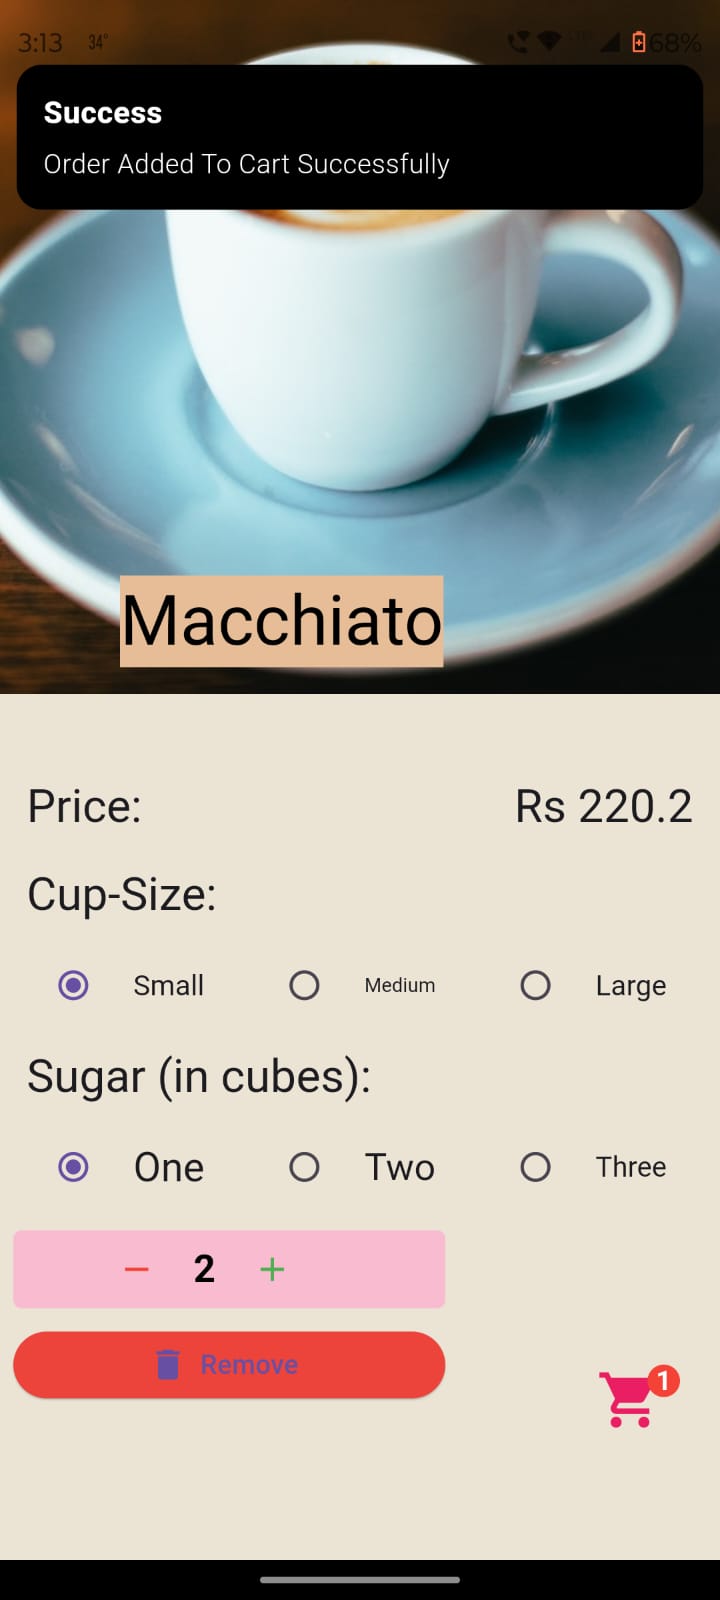 3:13 34° 68%
Success
Order Added To Cart Successfully
Macchiato
Price: Rs 220.2
Cup-Size:
Small Medium Large
Sugar (in cubes):
One Two Three
2
Remove
1